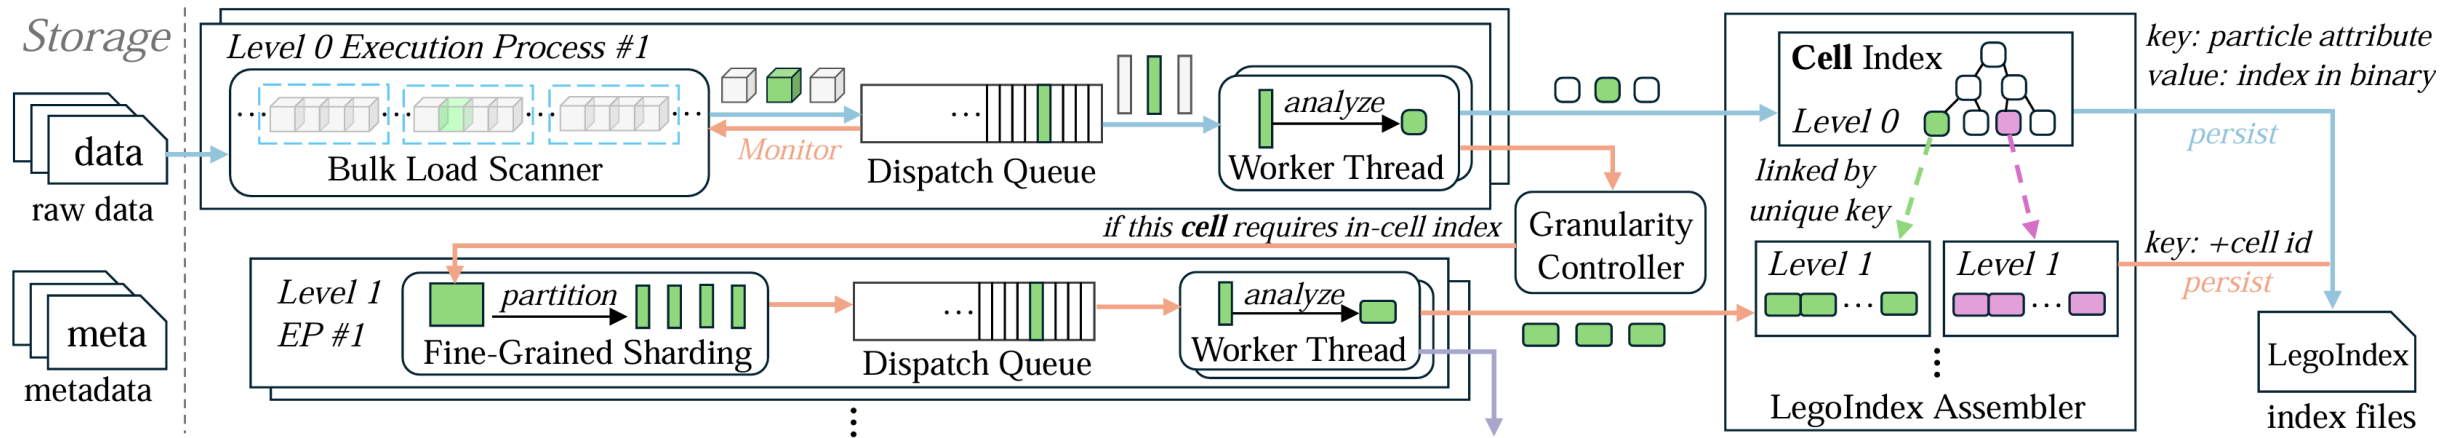 Storage
data
raw data
meta
metadata
Level 0 Execution Process #1
... ... ... ...
Bulk Load Scanner
Monitor
...
Dispatch Queue
analyze
Worker Thread
Granularity
Controller
if this cell requires in-cell index
Level 1
EP #1
partition
Fine-Grained Sharding
...
Dispatch Queue
analyze
Worker Thread
...
Cell Index
Level 0
linked by
unique key
Level 1
...
Level 1
...
...
LegoIndex Assembler
key: particle attribute
value: index in binary
persist
key: +cell id
persist
LegoIndex
index files